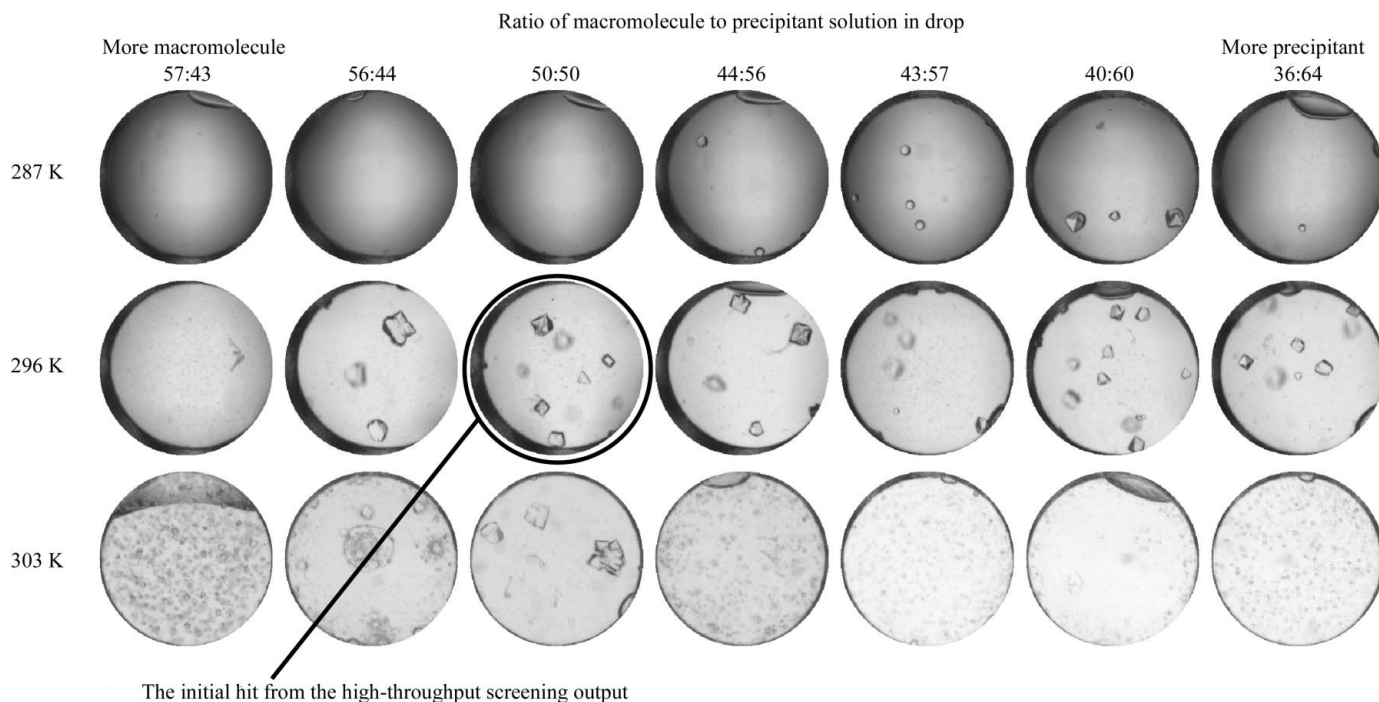 Ratio of macromolecule to precipitant solution in drop
More macromolecule
More precipitant
57:43 56:44 50:50 44:56 43:57 40:60 36:64
287 K
296 K
303 K
The initial hit from the high-throughput screening output